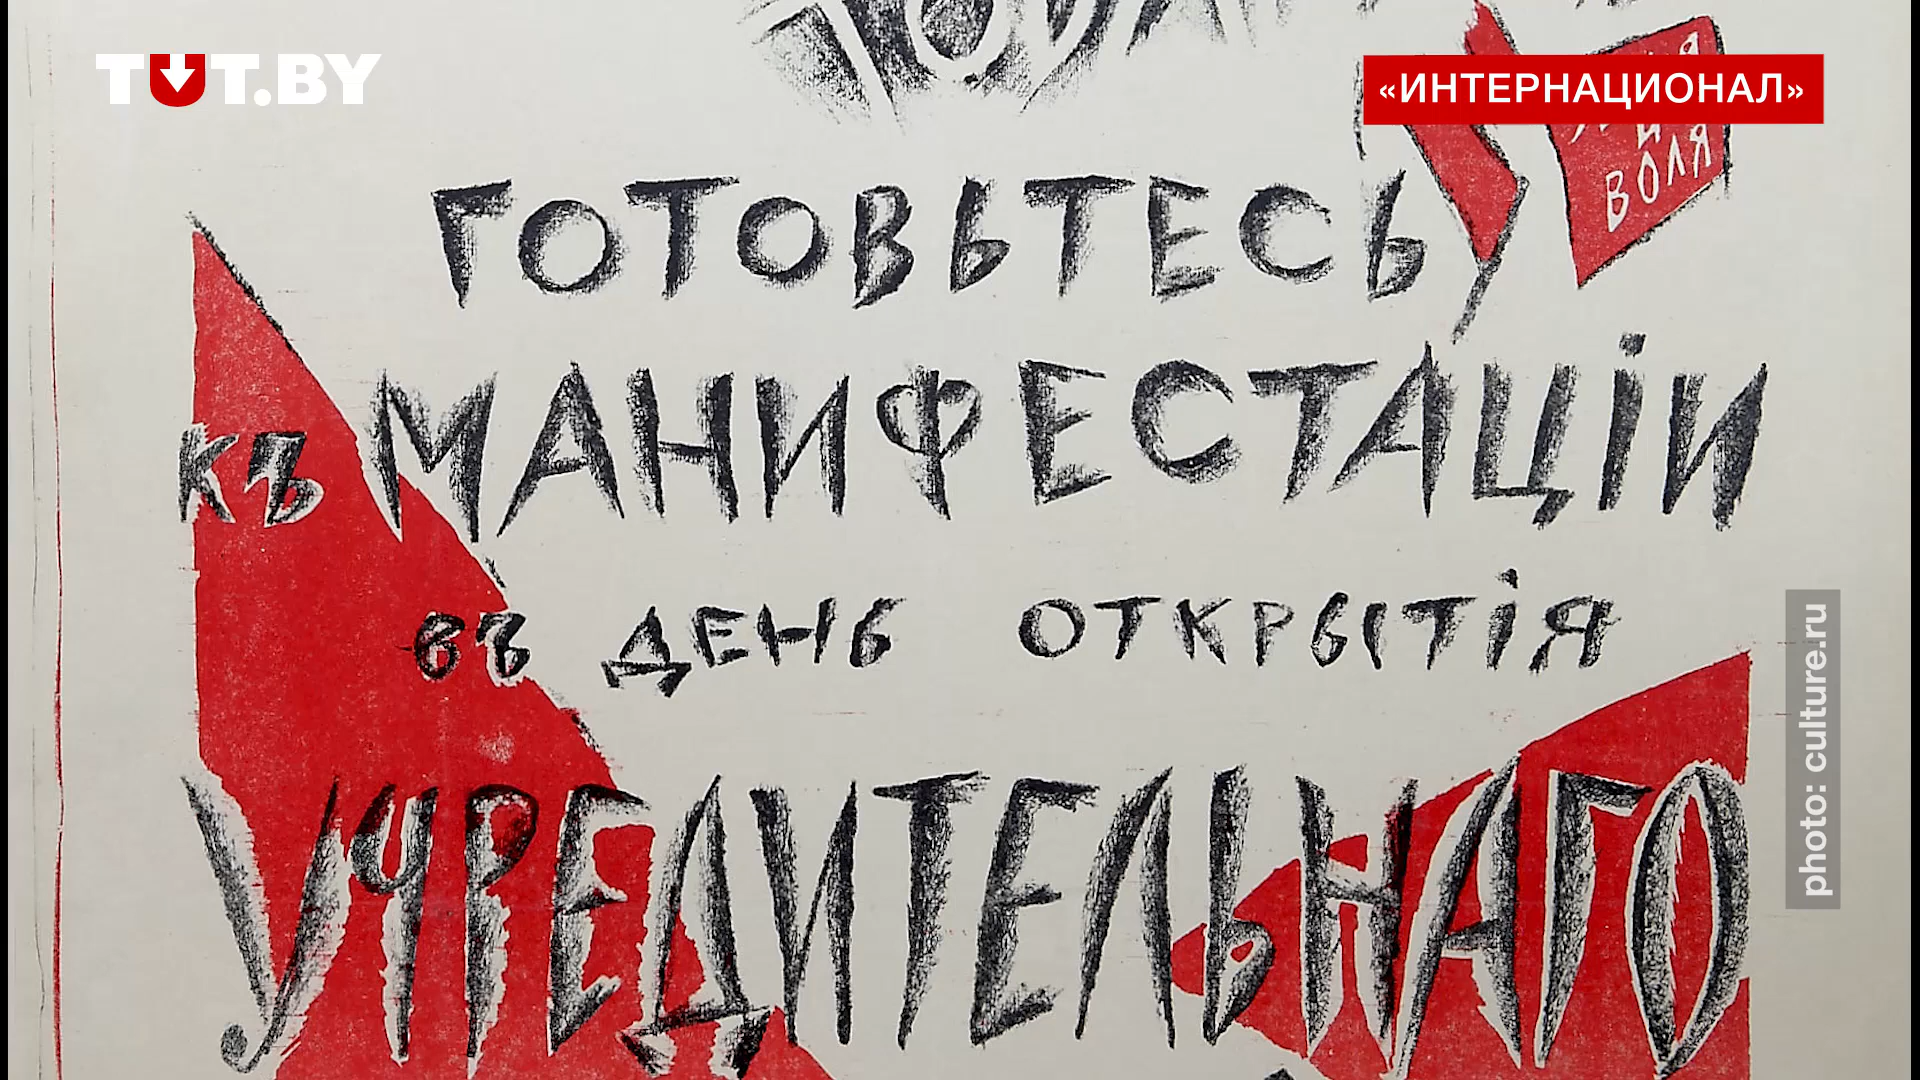 TUT.BY
«ИНТЕРНАЦИОНАЛ»
И
ВОЛЯ
ГОТОВЬТЕСЬ
КЪ МАНИФЕСТАЦІИ
ВЪ ДЕНЬ ОТКРЫТІЯ
УЧРЕДИТЕЛЬНАГО
photo: culture.ru